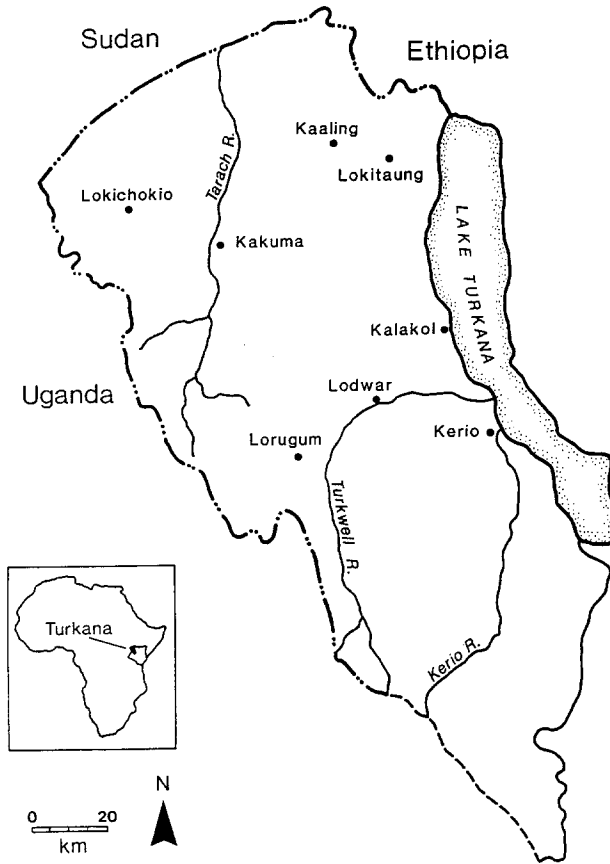 Sudan
Ethiopia
Kaaling
Lokitaung
Tarach R.
Lokichokio
Kakuma
LAKE TURKANA
Kalakol
Uganda
Lodwar
Kerio
Lorugum
Turkwell R.
Turkana
Kerio R.
N
0 20
km